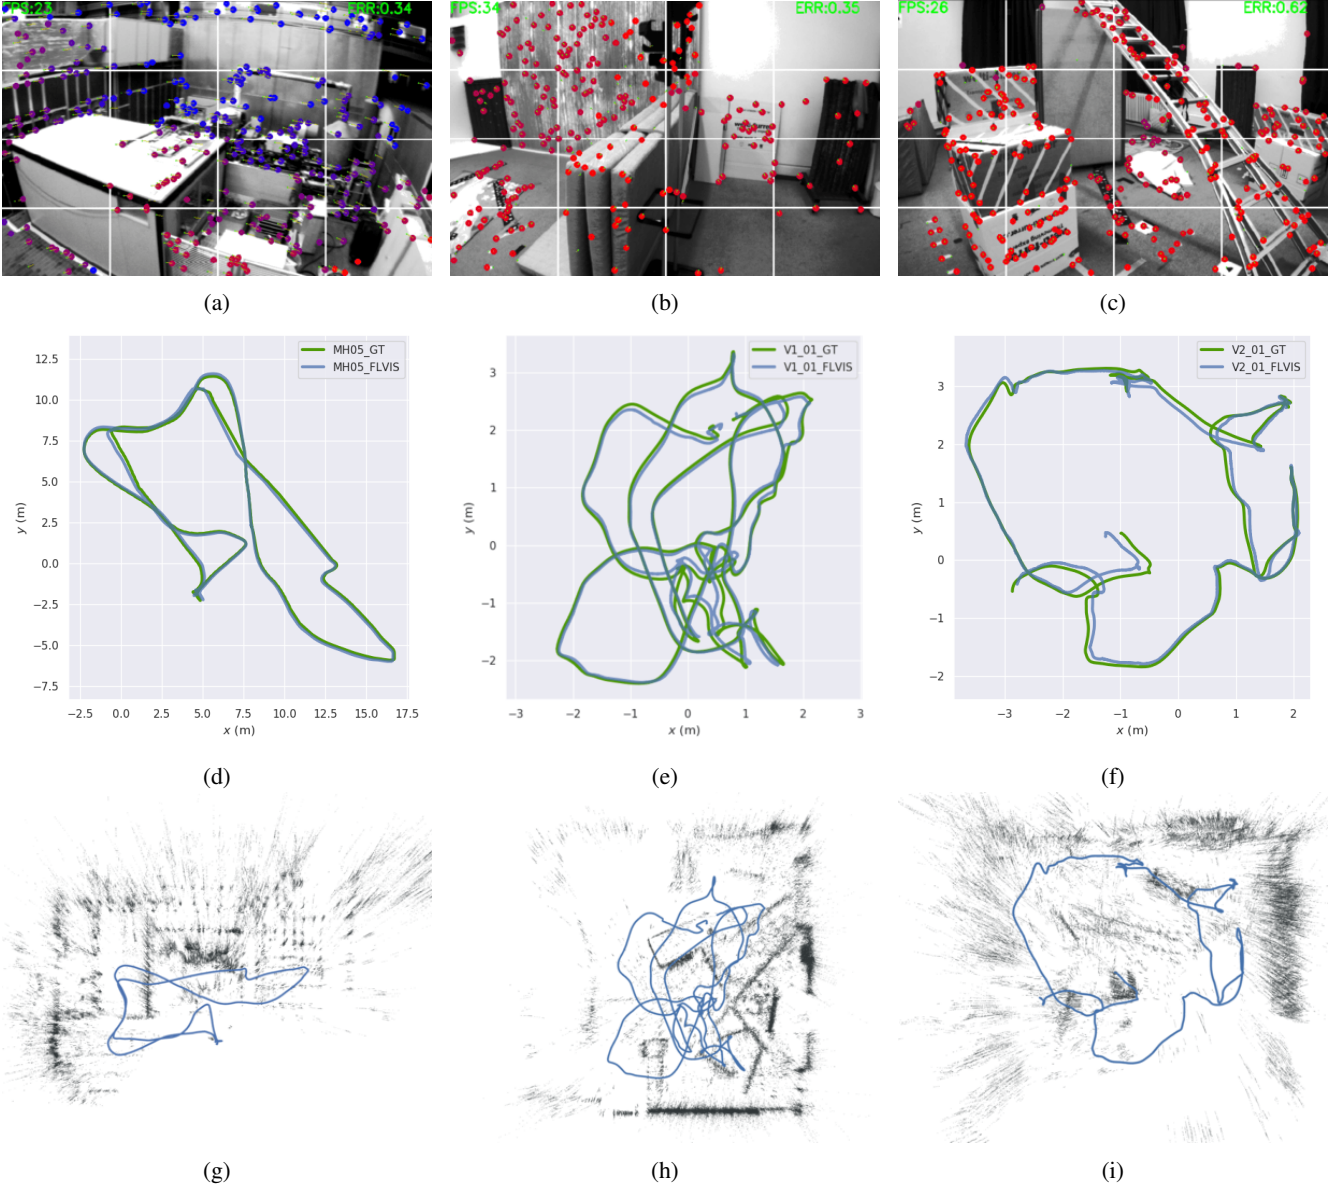 FPS:23 ERR:0.34
FPS:34 ERR:0.35
FPS:26 ERR:0.62
(a)
(b)
(c)
MH05_GT
MH05_FLVIS
12.5
10.0
7.5
5.0
2.5
0.0
−2.5
−5.0
−7.5
y (m)
−2.5 0.0 2.5 5.0 7.5 10.0 12.5 15.0 17.5
x (m)
V1_01_GT
V1_01_FLVIS
3
2
1
0
−1
−2
y (m)
−3 −2 −1 0 1 2 3
x (m)
V2_01_GT
V2_01_FLVIS
3
2
1
0
−1
−2
y (m)
−3 −2 −1 0 1 2
x (m)
(d)
(e)
(f)
(g)
(h)
(i)